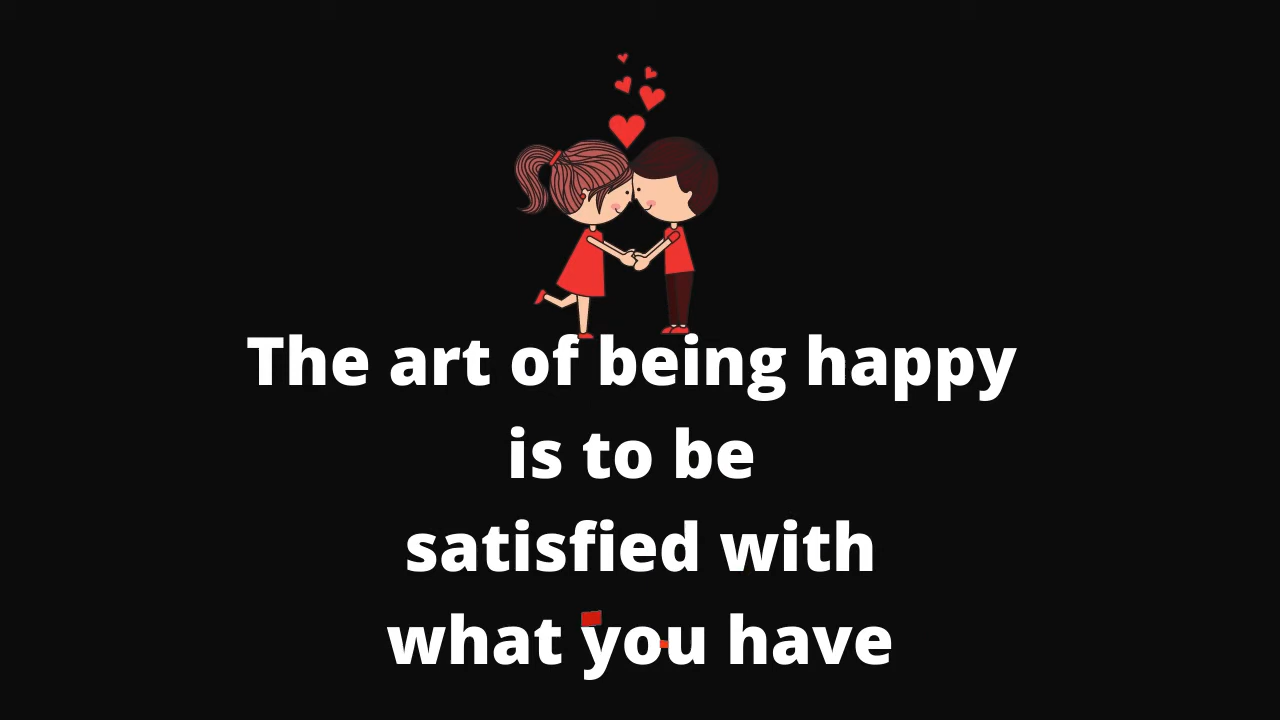 The art of being happy
is to be
satisfied with
what you have